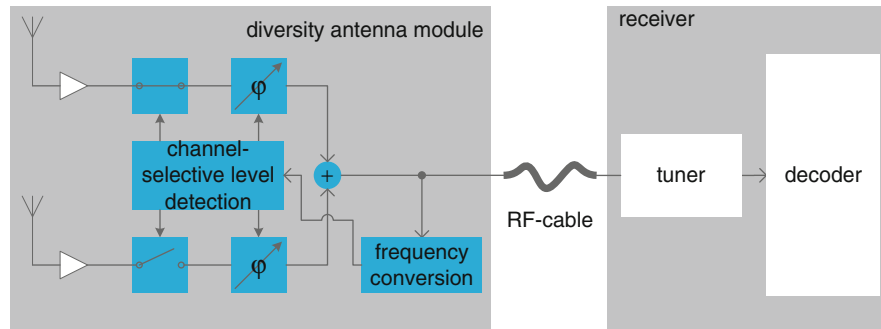 diversity antenna module
receiver
φ
channel-
selective level
detection
+
tuner
decoder
RF-cable
φ
frequency
conversion